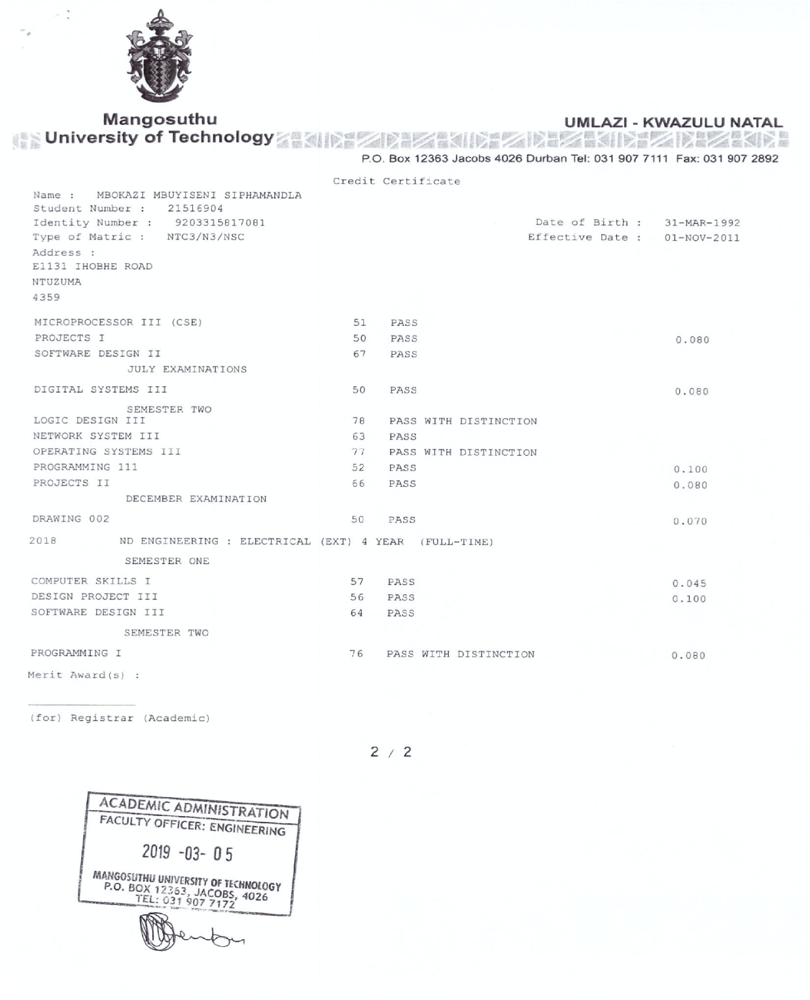 Mangosuthu
University of Technology
UMLAZI - KWAZULU NATAL
P.O. Box 12363 Jacobs 4026 Durban Tel: 031 907 7111 Fax: 031 907 2892
Credit Certificate
Name : MBOKAZI MBUYISENI SIPHAMANDLA
Student Number : 21516904
Identity Number : 9203315817081 Date of Birth : 31-MAR-1992
Type of Matric : NTC3/N3/NSC Effective Date : 01-NOV-2011
Address :
E1131 IHOBHE ROAD
NTUZUMA
4359
MICROPROCESSOR III (CSE) 51 PASS
PROJECTS I 50 PASS 0.080
SOFTWARE DESIGN II 67 PASS
JULY EXAMINATIONS
DIGITAL SYSTEMS III 50 PASS 0.080
SEMESTER TWO
LOGIC DESIGN III 78 PASS WITH DISTINCTION
NETWORK SYSTEM III 63 PASS
OPERATING SYSTEMS III 77 PASS WITH DISTINCTION
PROGRAMMING 111 52 PASS 0.100
PROJECTS II 66 PASS 0.080
DECEMBER EXAMINATION
DRAWING 002 50 PASS 0.070
2018 ND ENGINEERING : ELECTRICAL (EXT) 4 YEAR (FULL-TIME)
SEMESTER ONE
COMPUTER SKILLS I 57 PASS 0.045
DESIGN PROJECT III 56 PASS 0.100
SOFTWARE DESIGN III 64 PASS
SEMESTER TWO
PROGRAMMING I 76 PASS WITH DISTINCTION 0.080
Merit Award(s) :
(for) Registrar (Academic)
2 / 2
ACADEMIC ADMINISTRATION
FACULTY OFFICER: ENGINEERING
2019 -03- 05
MANGOSUTHU UNIVERSITY OF TECHNOLOGY
P.O. BOX 12363, JACOBS, 4026
TEL: 031 907 7172